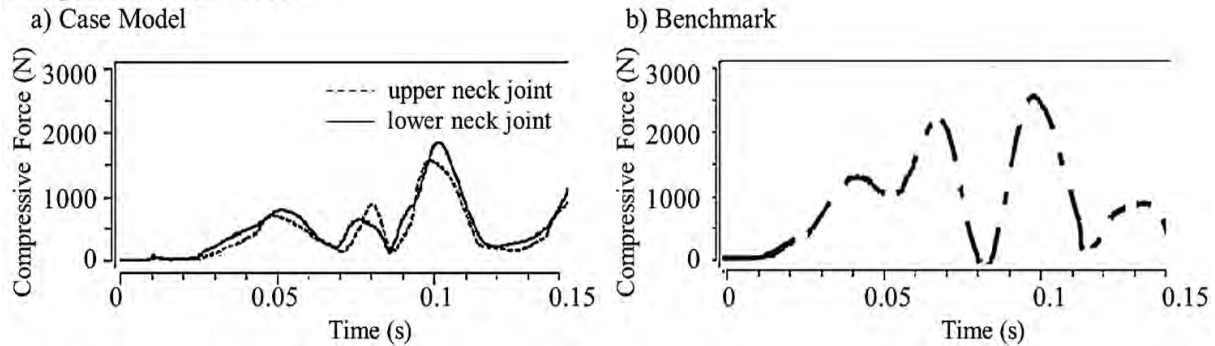 a) Case Model
Compressive Force (N)
3000
2000
1000
0
upper neck joint
lower neck joint
0
0.05
0.1
0.15
Time (s)
b) Benchmark
Compressive Force (N)
3000
2000
1000
0
0
0.05
0.1
0.15
Time (s)